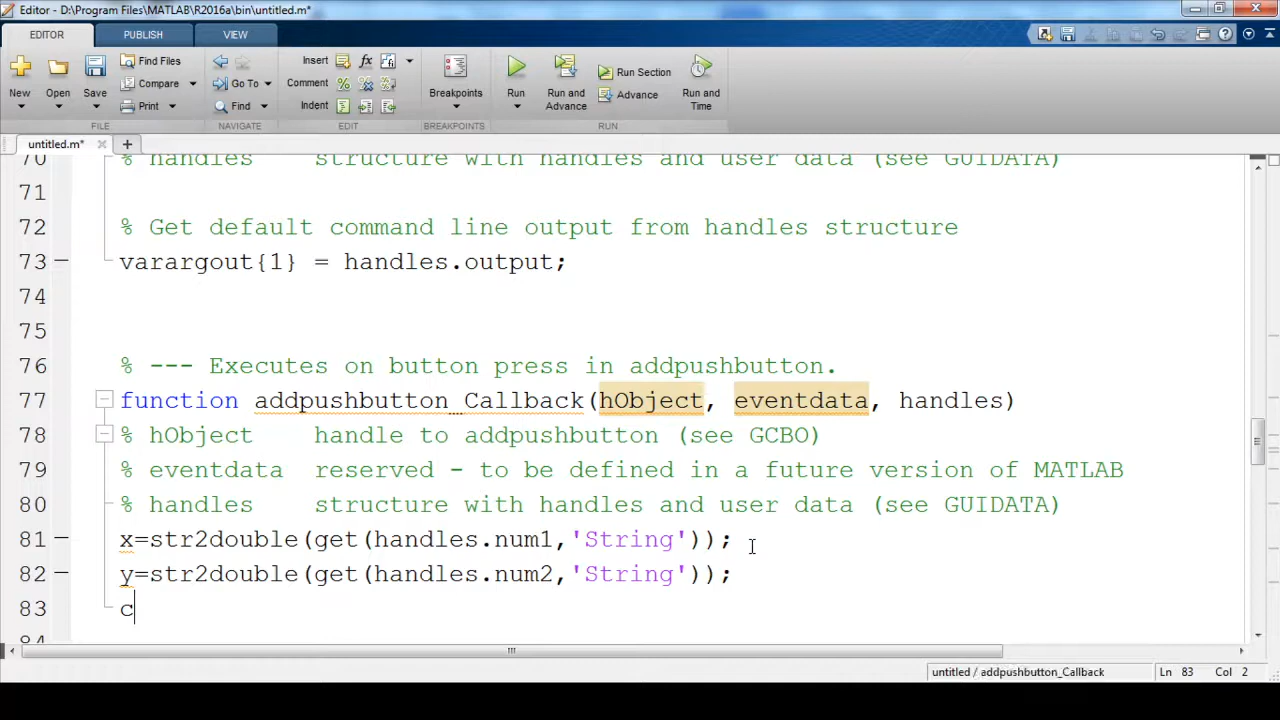 Editor - D:\Program Files\MATLAB\R2016a\bin\untitled.m*
EDITOR PUBLISH VIEW
New Open Save Find Files Compare Print
Go To Find
Insert fx Comment % Indent
Breakpoints Run Run and Advance Run Section Advance Run and Time
FILE NAVIGATE EDIT BREAKPOINTS RUN
untitled.m* × +
70 % handles structure with handles and user data (see GUIDATA)
71
72 % Get default command line output from handles structure
73 — varargout{1} = handles.output;
74
75
76 % --- Executes on button press in addpushbutton.
77 function addpushbutton_Callback(hObject, eventdata, handles)
78 % hObject handle to addpushbutton (see GCBO)
79 % eventdata reserved - to be defined in a future version of MATLAB
80 % handles structure with handles and user data (see GUIDATA)
81 — x=str2double(get(handles.num1,'String'));
82 — y=str2double(get(handles.num2,'String'));
83 c
84
untitled / addpushbutton_Callback Ln 83 Col 2